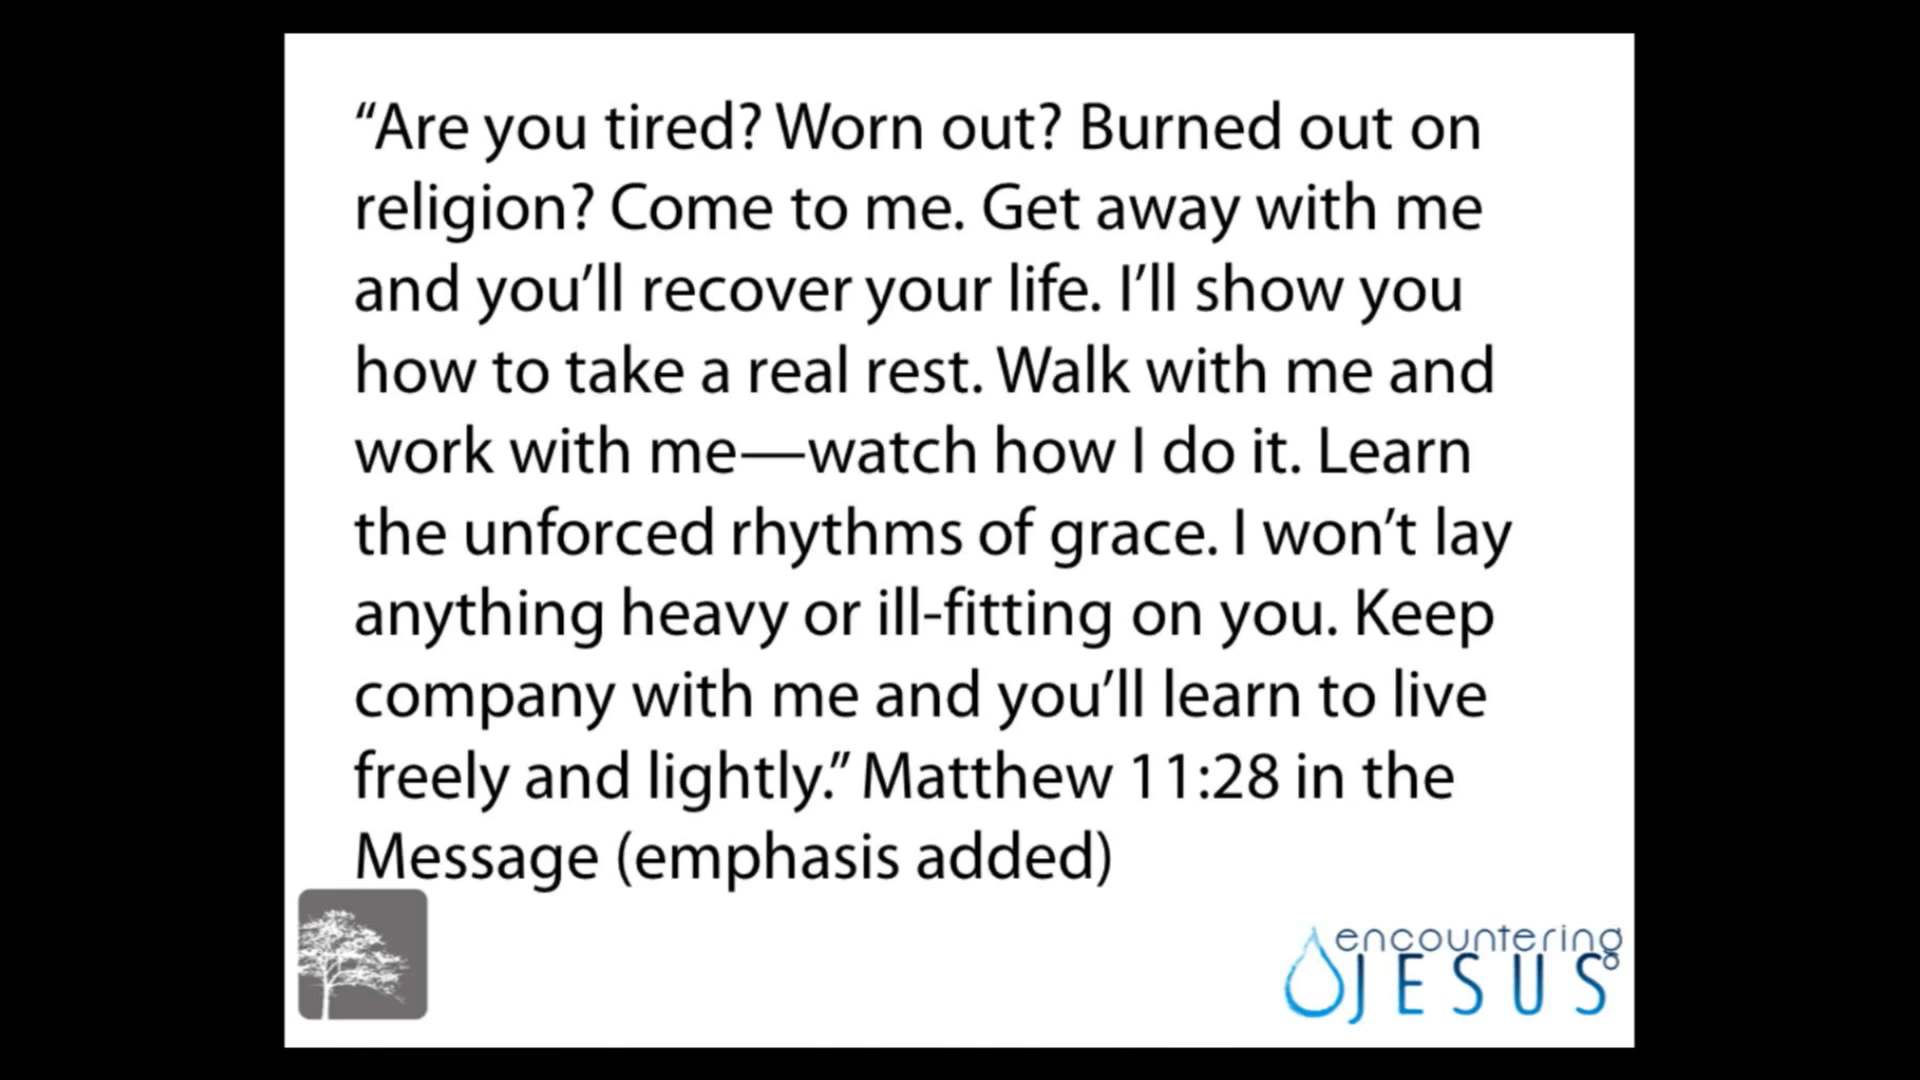 “Are you tired? Worn out? Burned out on
religion? Come to me. Get away with me
and you’ll recover your life. I’ll show you
how to take a real rest. Walk with me and
work with me—watch how I do it. Learn
the unforced rhythms of grace. I won’t lay
anything heavy or ill-fitting on you. Keep
company with me and you’ll learn to live
freely and lightly.” Matthew 11:28 in the
Message (emphasis added)
encountering
JESUS